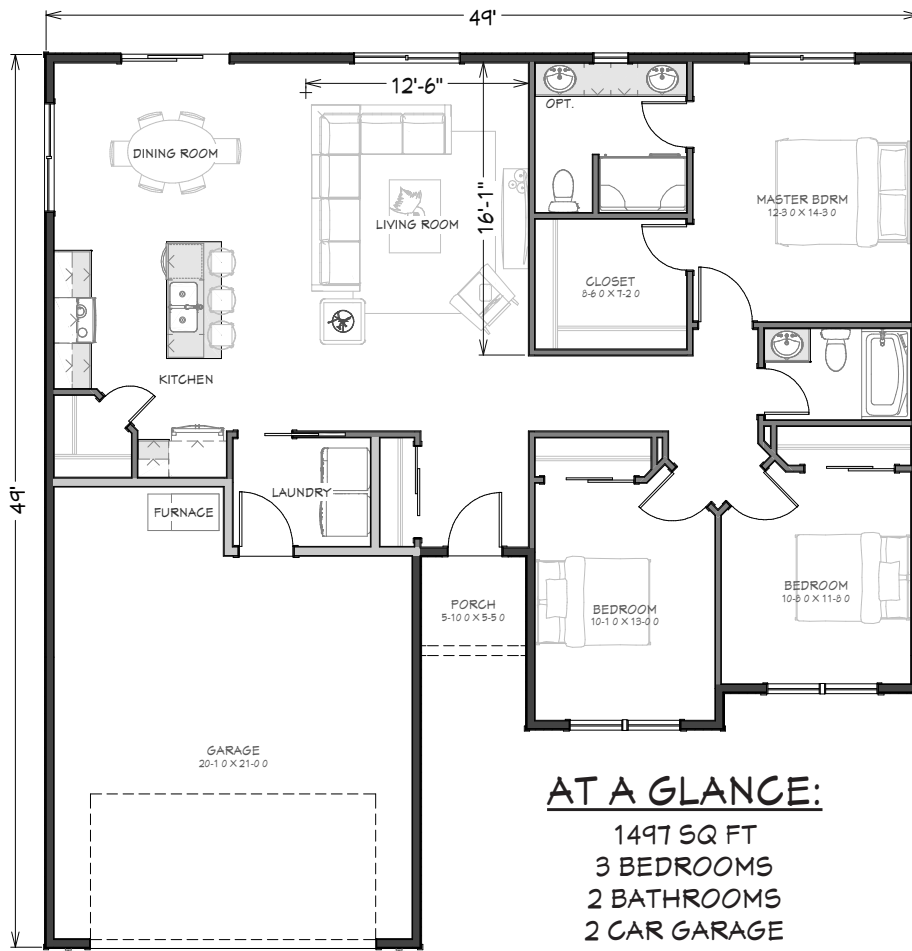 49'
12'-6"
OPT.
DINING ROOM
MASTER BDRM
12-3 0 X 14-3 0
LIVING ROOM
16'-1"
CLOSET
8-6 0 X 7-2 0
KITCHEN
49'
LAUNDRY
FURNACE
PORCH
5-10 0 X 5-5 0
BEDROOM
10-1 0 X 13-0 0
BEDROOM
10-8 0 X 11-8 0
GARAGE
20-1 0 X 21-0 0
AT A GLANCE:
1497 SQ FT
3 BEDROOMS
2 BATHROOMS
2 CAR GARAGE